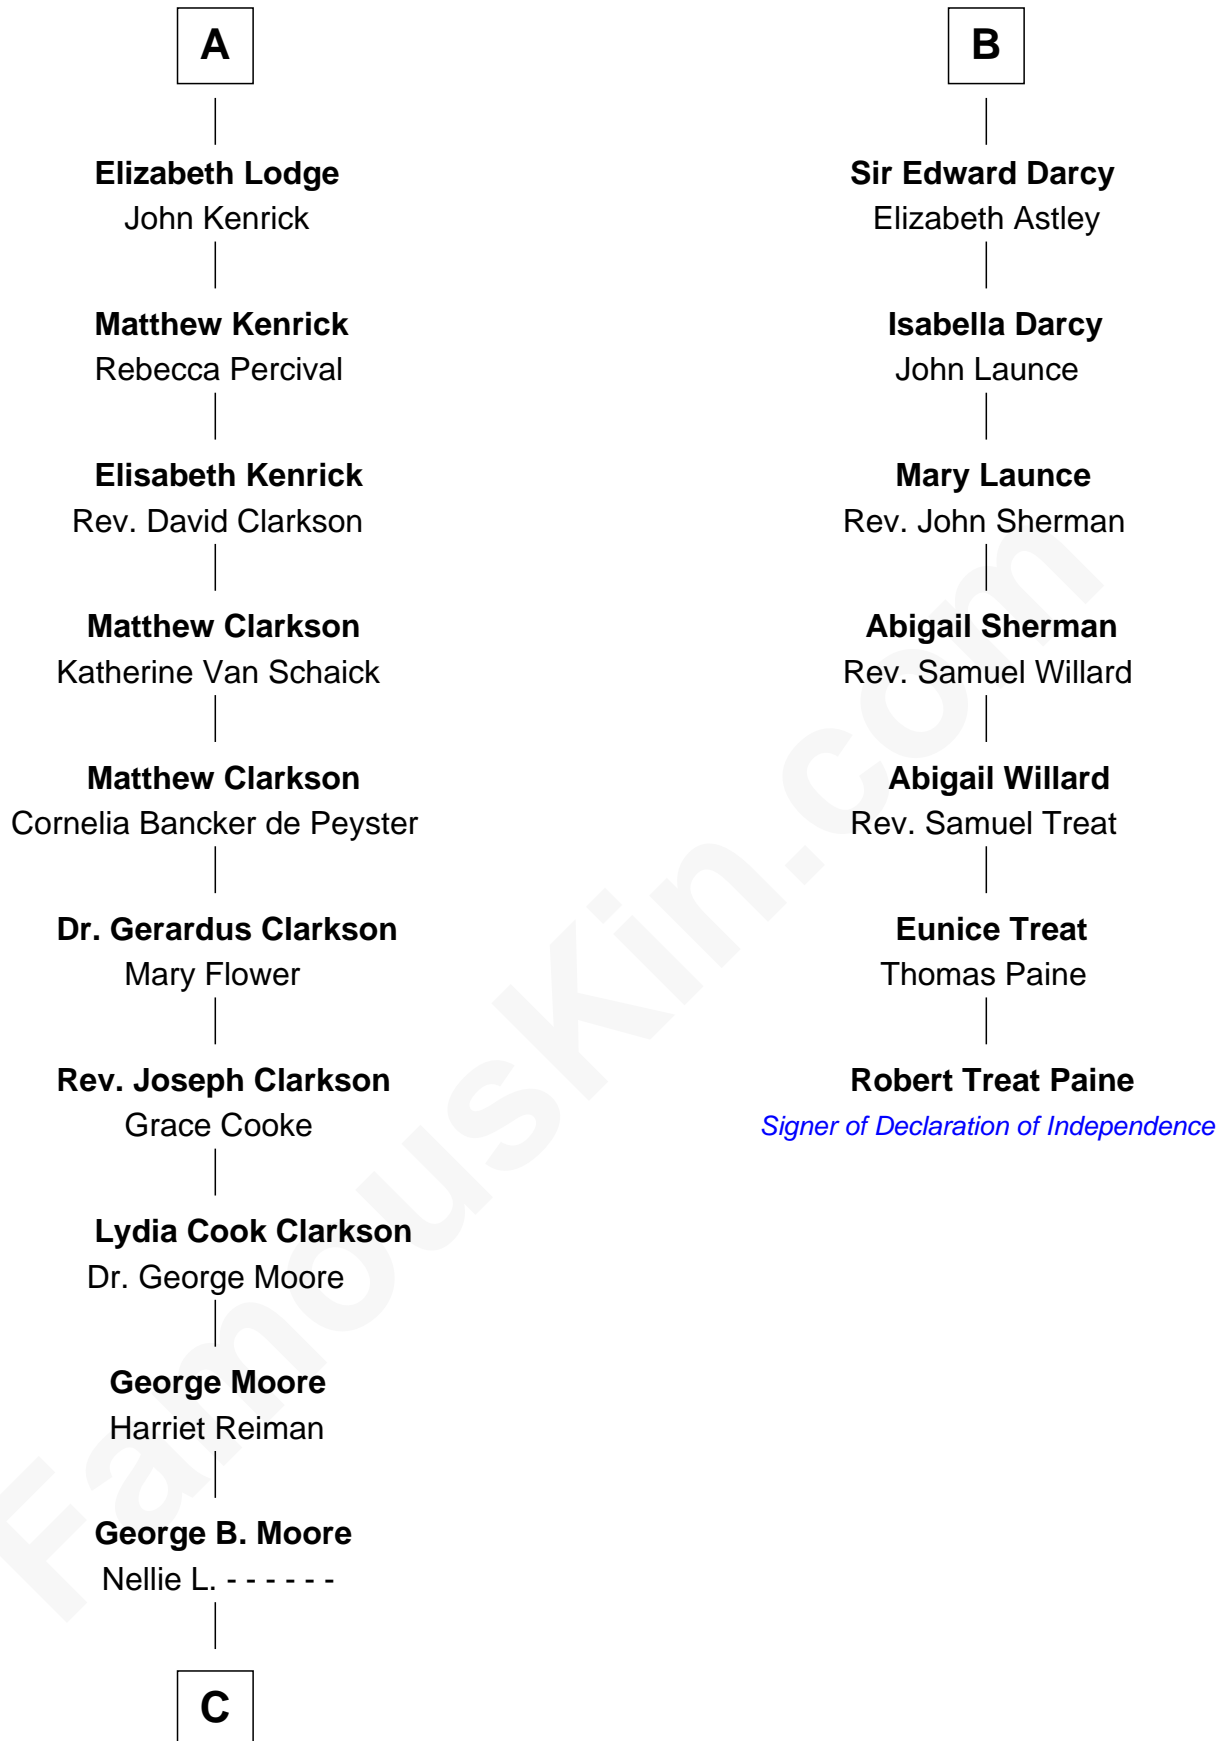 A
Elizabeth Lodge
John Kenrick
Matthew Kenrick
Rebecca Percival
Elisabeth Kenrick
Rev. David Clarkson
Matthew Clarkson
Katherine Van Schaick
Matthew Clarkson
Cornelia Bancker de Peyster
Dr. Gerardus Clarkson
Mary Flower
Rev. Joseph Clarkson
Grace Cooke
Lydia Cook Clarkson
Dr. George Moore
George Moore
Harriet Reiman
George B. Moore
Nellie L. - - - - - -
C
B
Sir Edward Darcy
Elizabeth Astley
Isabella Darcy
John Launce
Mary Launce
Rev. John Sherman
Abigail Sherman
Rev. Samuel Willard
Abigail Willard
Rev. Samuel Treat
Eunice Treat
Thomas Paine
Robert Treat Paine
Signer of Declaration of Independence
FamousKin.com